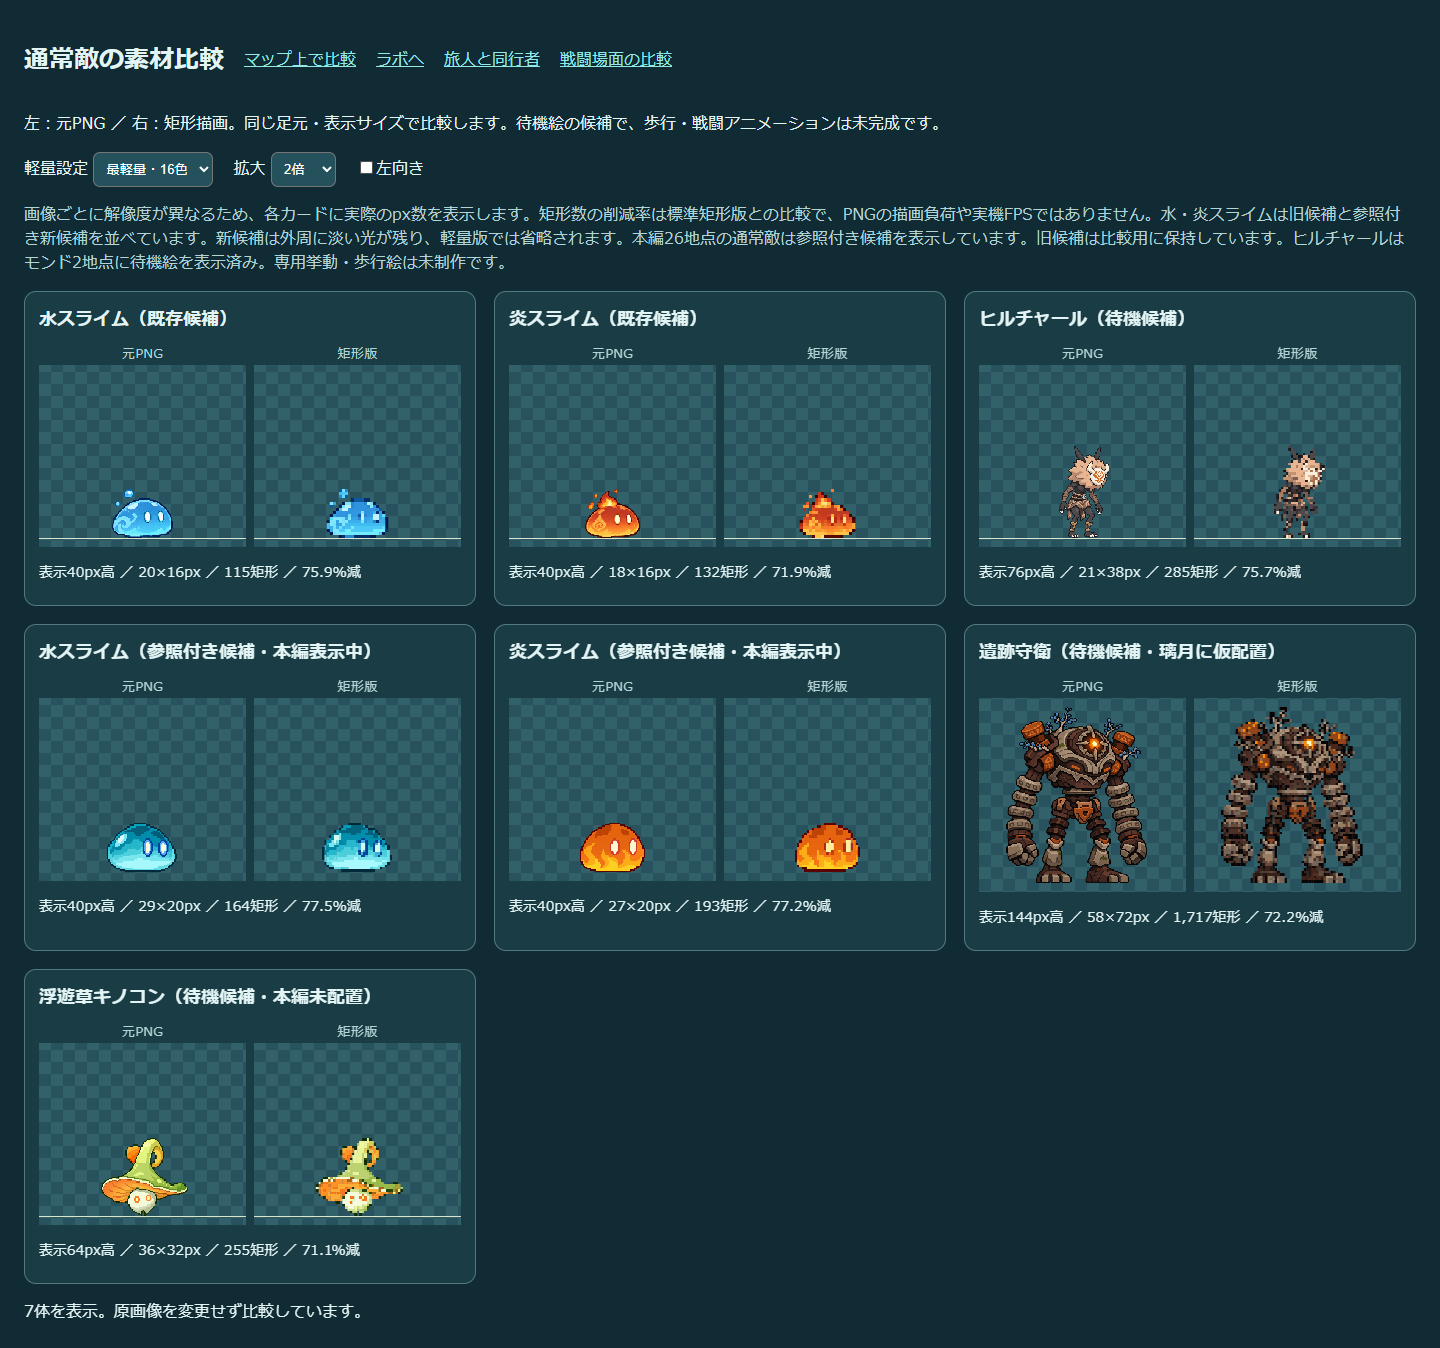 通常敵の素材比較 マップ上で比較 ラボへ 旅人と同行者 戦闘場面の比較
左：元PNG ／ 右：矩形描画。同じ足元・表示サイズで比較します。待機絵の候補で、歩行・戦闘アニメーションは未完成です。
軽量設定 最軽量・16色 拡大 2倍 左向き
画像ごとに解像度が異なるため、各カードに実際のpx数を表示します。矩形数の削減率は標準矩形版との比較で、PNGの描画負荷や実機FPSではありません。水・炎スライムは旧候補と参照付
き新候補を並べています。新候補は外周に淡い光が残り、軽量版では省略されます。本編26地点の通常敵は参照付き候補を表示しています。旧候補は比較用に保持しています。ヒルチャールは
モンド2地点に待機絵を表示済み。専用挙動・歩行絵は未制作です。
水スライム（既存候補）
元PNG 矩形版
表示40px高 ／ 20×16px ／ 115矩形 ／ 75.9%減
炎スライム（既存候補）
元PNG 矩形版
表示40px高 ／ 18×16px ／ 132矩形 ／ 71.9%減
ヒルチャール（待機候補）
元PNG 矩形版
表示76px高 ／ 21×38px ／ 285矩形 ／ 75.7%減
水スライム（参照付き候補・本編表示中）
元PNG 矩形版
表示40px高 ／ 29×20px ／ 164矩形 ／ 77.5%減
炎スライム（参照付き候補・本編表示中）
元PNG 矩形版
表示40px高 ／ 27×20px ／ 193矩形 ／ 77.2%減
遺跡守衛（待機候補・璃月に仮配置）
元PNG 矩形版
表示144px高 ／ 58×72px ／ 1,717矩形 ／ 72.2%減
浮遊草キノコン（待機候補・本編未配置）
元PNG 矩形版
表示64px高 ／ 36×32px ／ 255矩形 ／ 71.1%減
7体を表示。原画像を変更せず比較しています。